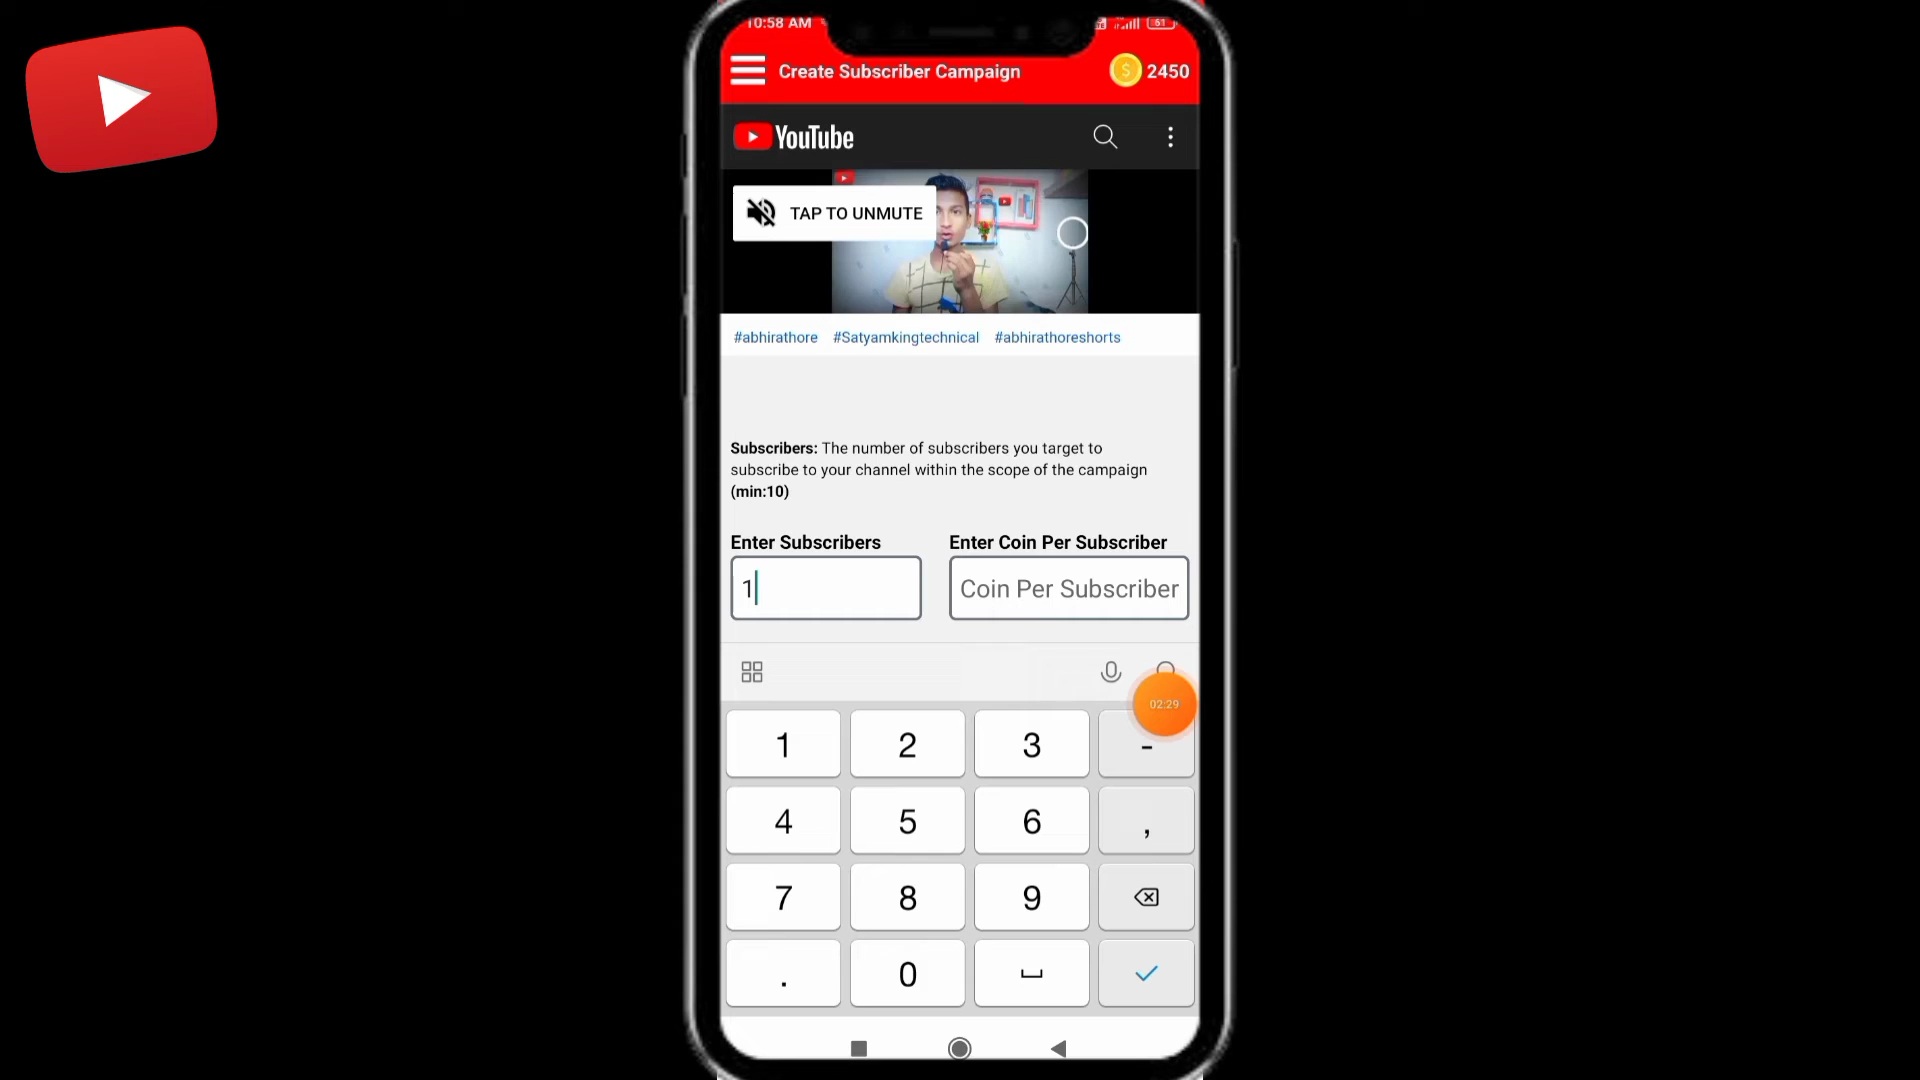 10:58 AM
51
Create Subscriber Campaign
2450
YouTube
TAP TO UNMUTE
#abhirathore #Satyamkingtechnical #abhirathoreshorts
Subscribers: The number of subscribers you target to
subscribe to your channel within the scope of the campaign
(min:10)
Enter Subscribers Enter Coin Per Subscriber
1 Coin Per Subscriber
02:29
1 2 3 -
4 5 6 ,
7 8 9
. 0